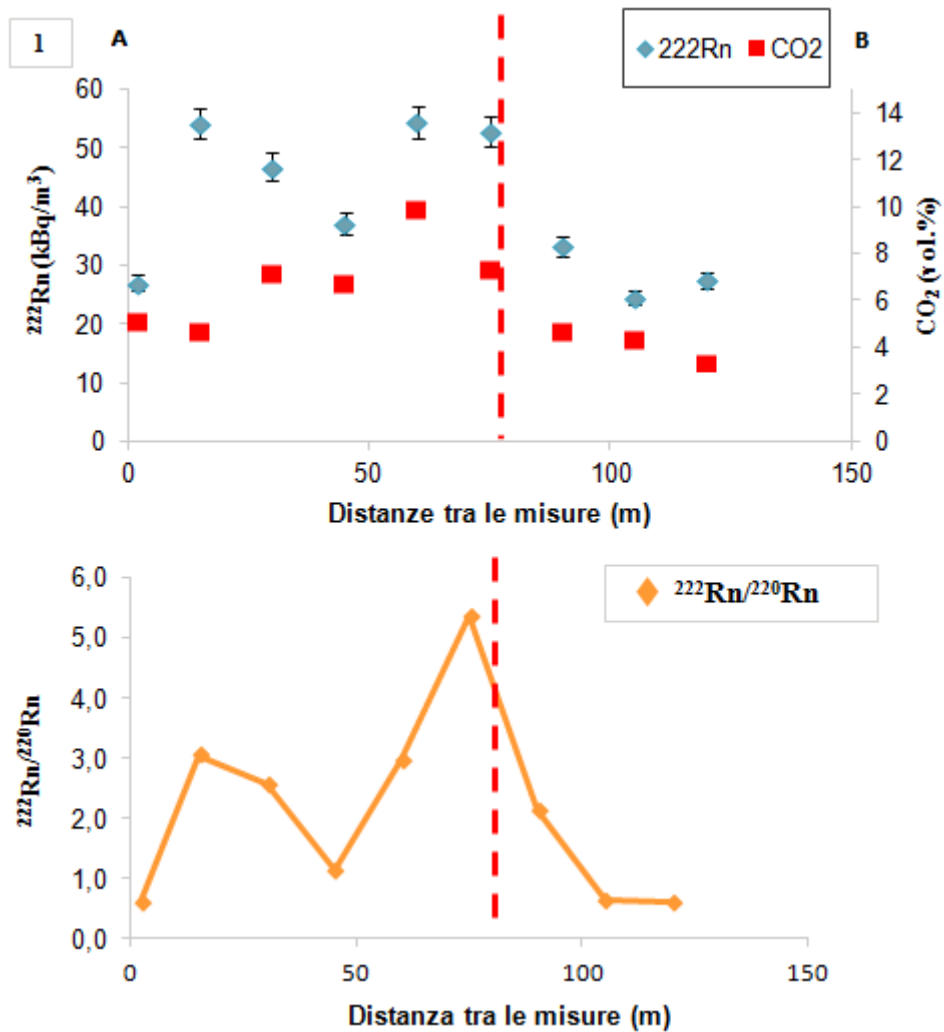 1
A
B
222Rn CO2
60
50
40
30
20
10
0
²²²Rn (kBq/m³)
14
12
10
8
6
4
2
0
CO₂ (vol.%)
0 50 100 150
Distanze tra le misure (m)
²²²Rn/²²⁰Rn
6,0
5,0
4,0
3,0
2,0
1,0
0,0
²²²Rn/²²⁰Rn
0 50 100 150
Distanza tra le misure (m)